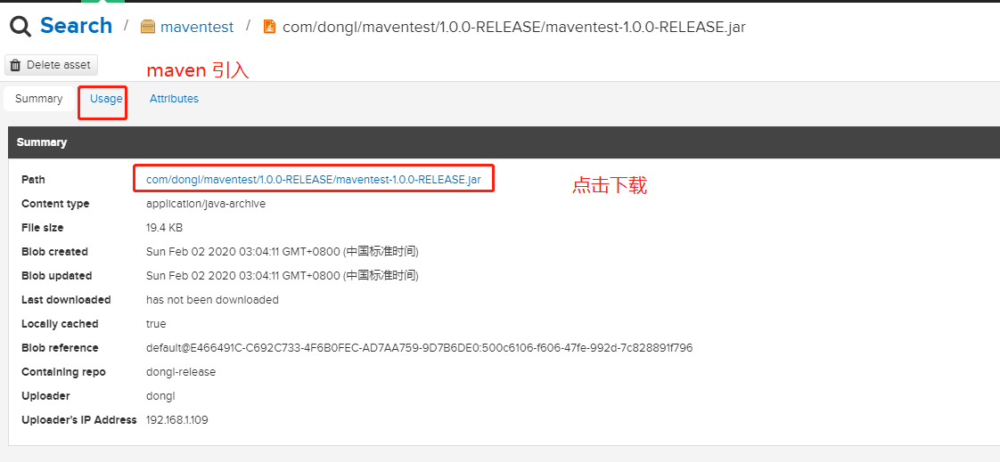 Search / maventest / com/dongl/maventest/1.0.0-RELEASE/maventest-1.0.0-RELEASE.jar
Delete asset
maven 引入
Summary Usage Attributes
Summary
Path com/dongl/maventest/1.0.0-RELEASE/maventest-1.0.0-RELEASE.jar
点击下载
Content type application/java-archive
File size 19.4 KB
Blob created Sun Feb 02 2020 03:04:11 GMT+0800 (中国标准时间)
Blob updated Sun Feb 02 2020 03:04:11 GMT+0800 (中国标准时间)
Last downloaded has not been downloaded
Locally cached true
Blob reference default@E466491C-C692C733-4F6B0FEC-AD7AA759-9D7B6DE0:500c6106-f606-47fe-992d-7c828891f796
Containing repo dongl-release
Uploader dongl
Uploader's IP Address 192.168.1.109